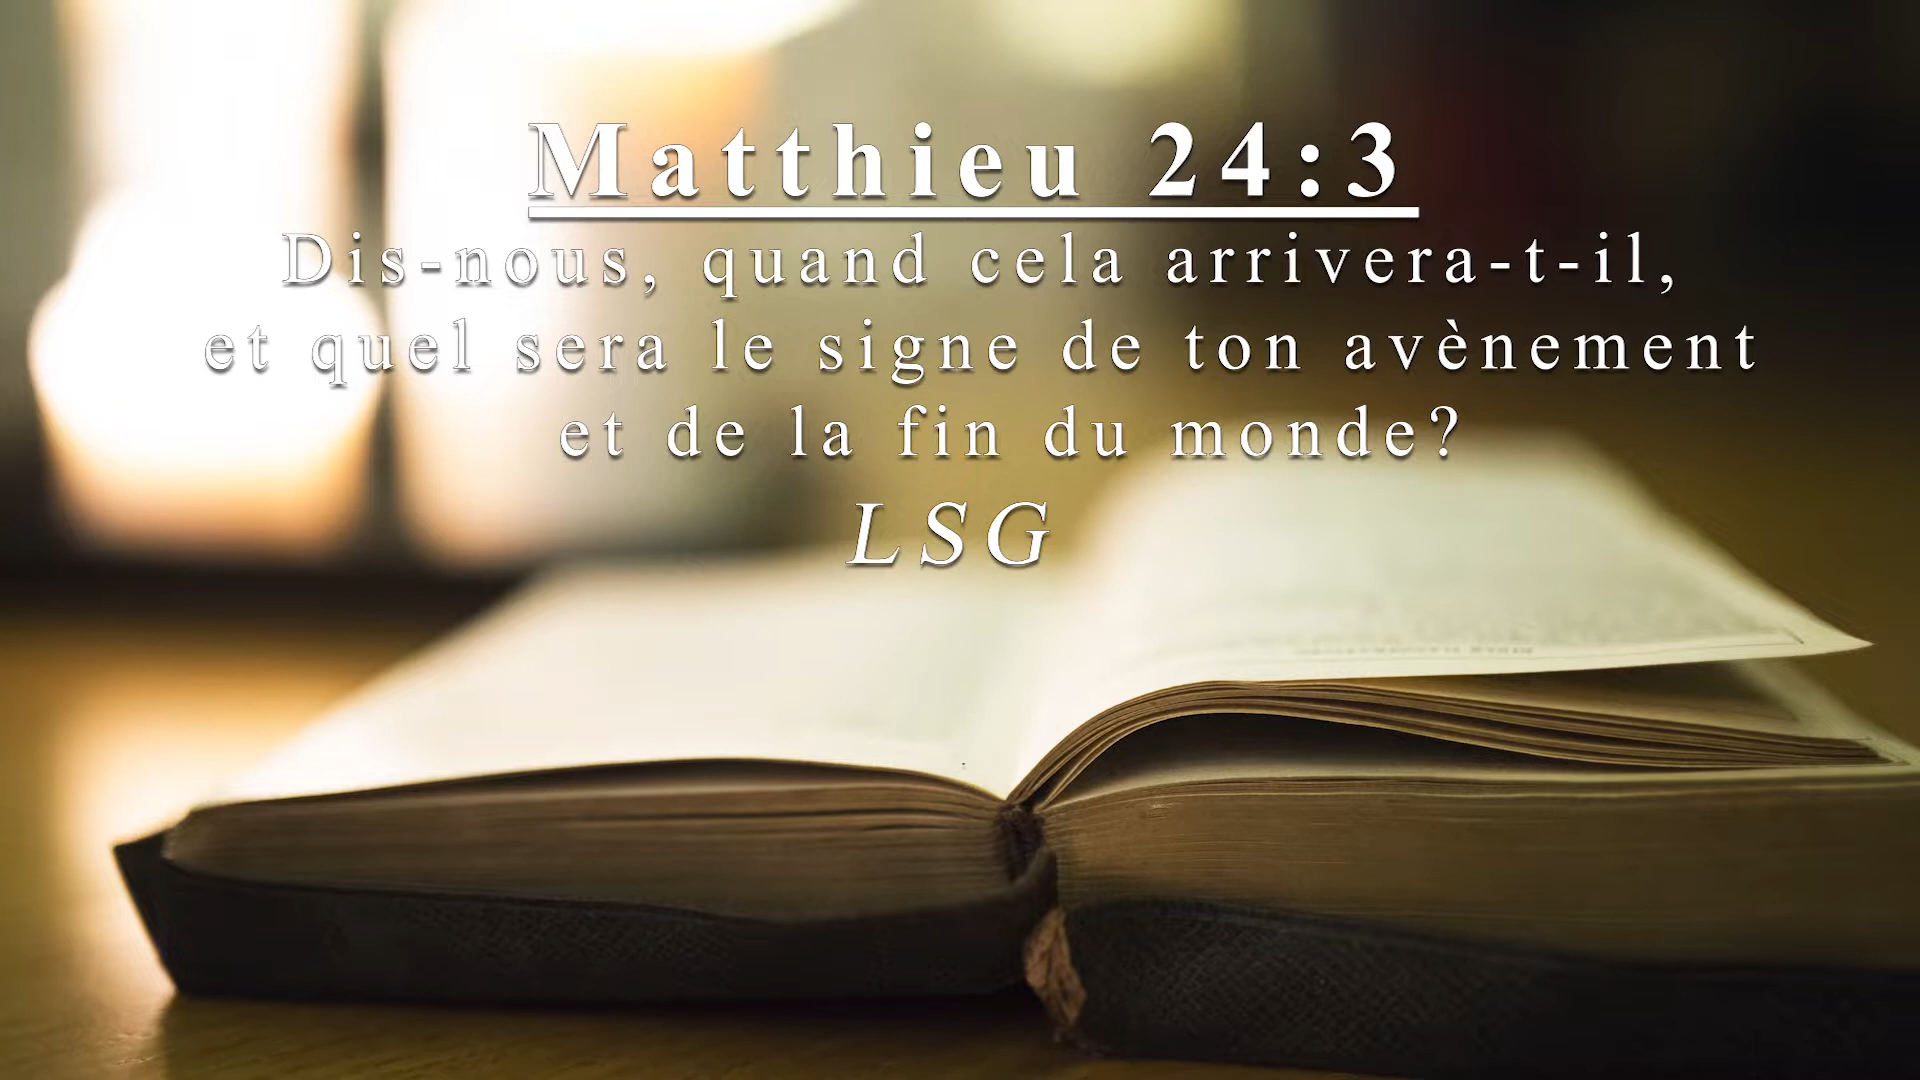 Matthieu 24:3
Dis-nous, quand cela arrivera-t-il,
et quel sera le signe de ton avènement
et de la fin du monde?
LSG